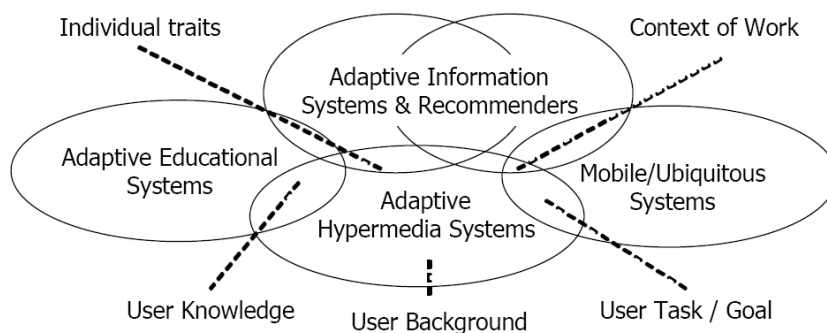 Individual traits
Context of Work
Adaptive Information
Systems & Recommenders
Adaptive Educational
Systems
Mobile/Ubiquitous
Systems
Adaptive
Hypermedia Systems
User Knowledge
User Background
User Task / Goal